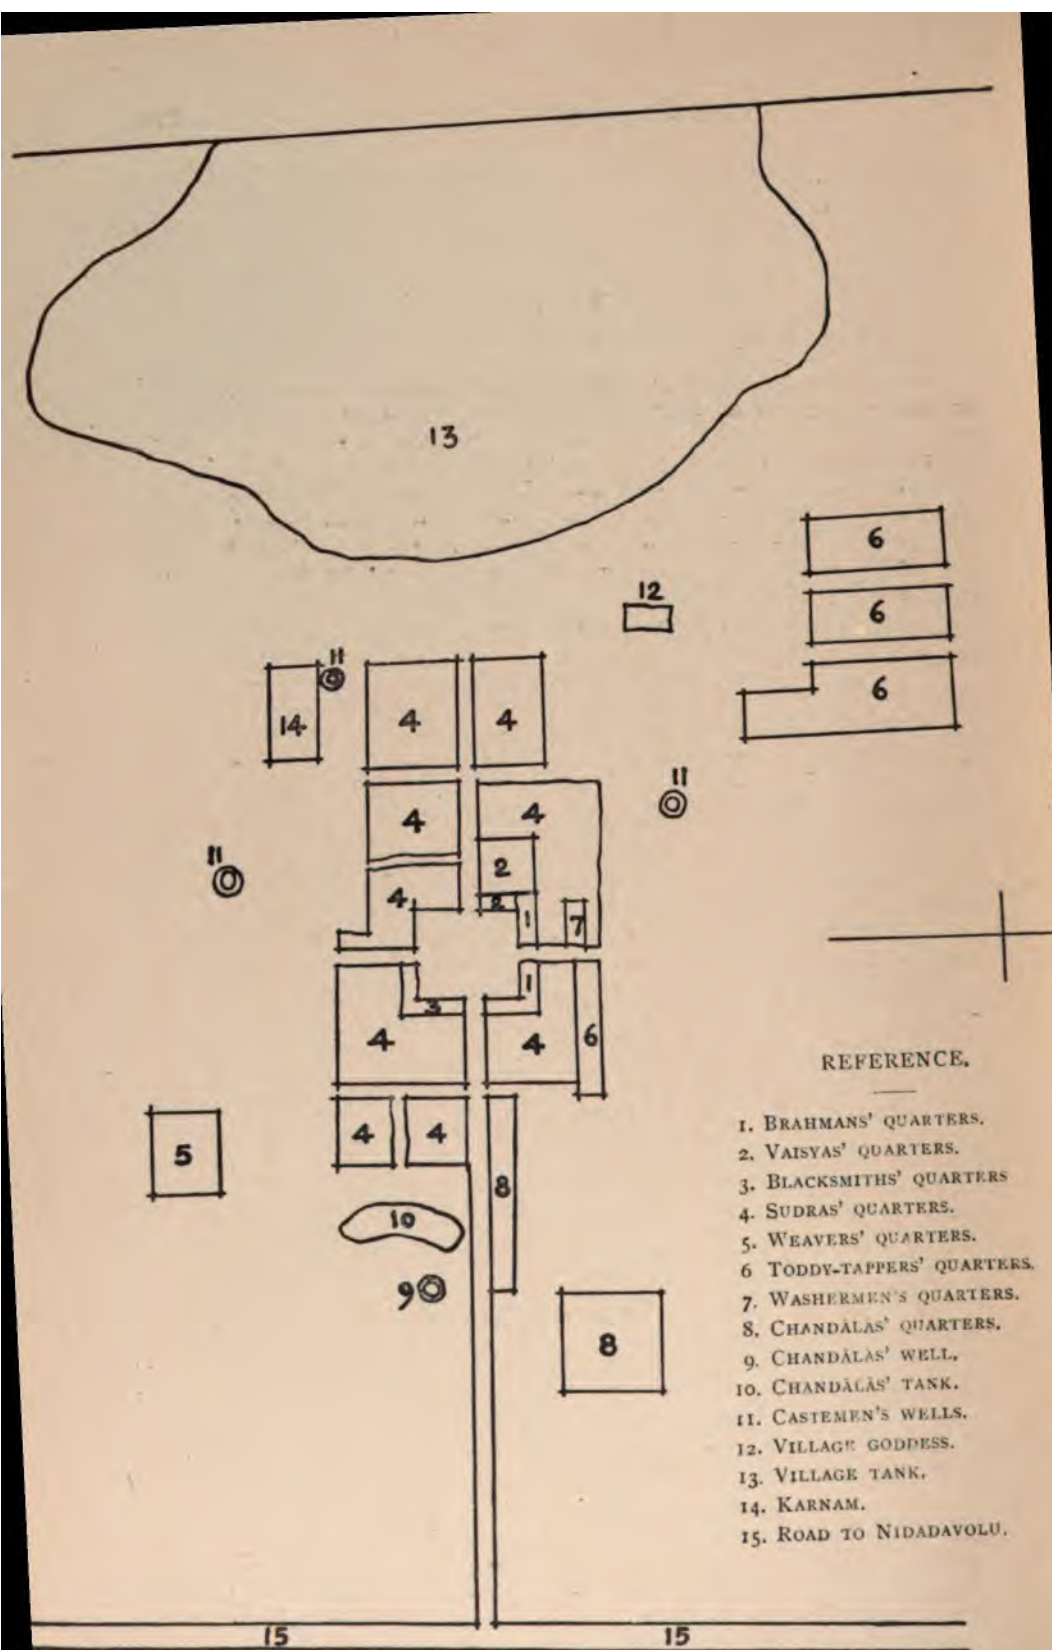 13
6
12
6
11
6
14
4
4
11
4
4
11
2
4
2
1
7
1
3
4
4
6
REFERENCE.
1. BRAHMANS' QUARTERS.
2. VAISYAS' QUARTERS.
3. BLACKSMITHS' QUARTERS
4. SUDRAS' QUARTERS.
5. WEAVERS' QUARTERS.
6 TODDY-TAPPERS' QUARTERS.
7. WASHERMEN'S QUARTERS.
8. CHANDÀLÀS' QUARTERS.
9. CHANDÀLÀS' WELL.
10. CHANDÀLÀS' TANK.
11. CASTEMEN'S WELLS.
12. VILLAGE GODDESS.
13. VILLAGE TANK.
14. KARNAM.
15. ROAD TO NIDADAVOLU.
4
4
5
8
10
9
8
15
15